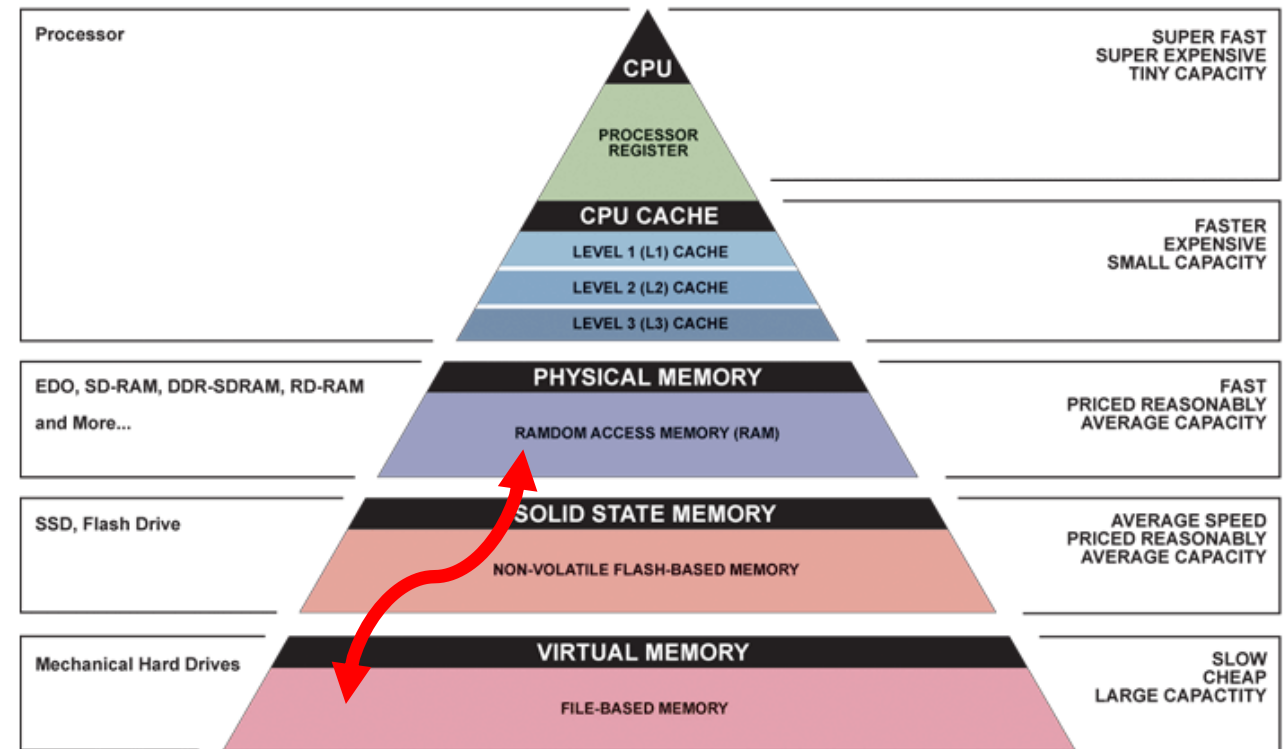 Processor
CPU
PROCESSOR
REGISTER
SUPER FAST
SUPER EXPENSIVE
TINY CAPACITY
CPU CACHE
LEVEL 1 (L1) CACHE
LEVEL 2 (L2) CACHE
LEVEL 3 (L3) CACHE
FASTER
EXPENSIVE
SMALL CAPACITY
EDO, SD-RAM, DDR-SDRAM, RD-RAM
and More...
PHYSICAL MEMORY
RAMDOM ACCESS MEMORY (RAM)
FAST
PRICED REASONABLY
AVERAGE CAPACITY
SSD, Flash Drive
SOLID STATE MEMORY
NON-VOLATILE FLASH-BASED MEMORY
AVERAGE SPEED
PRICED REASONABLY
AVERAGE CAPACITY
Mechanical Hard Drives
VIRTUAL MEMORY
FILE-BASED MEMORY
SLOW
CHEAP
LARGE CAPACTITY